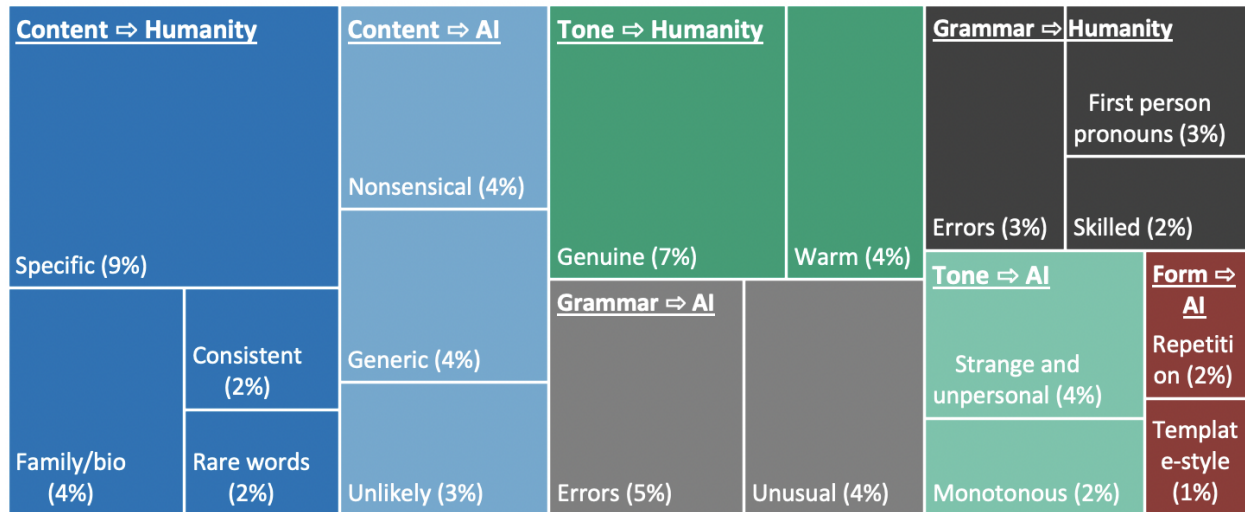 Content ⇨ Humanity
Specific (9%)
Family/bio
(4%)
Consistent
(2%)
Rare words
(2%)
Content ⇨ AI
Nonsensical (4%)
Generic (4%)
Unlikely (3%)
Tone ⇨ Humanity
Genuine (7%)
Warm (4%)
Grammar ⇨ AI
Errors (5%)
Unusual (4%)
Grammar ⇨ Humanity
Errors (3%)
First person
pronouns (3%)
Skilled (2%)
Tone ⇨ AI
Strange and
unpersonal (4%)
Monotonous (2%)
Form ⇨
AI
Repetiti
on (2%)
Templat
e-style
(1%)